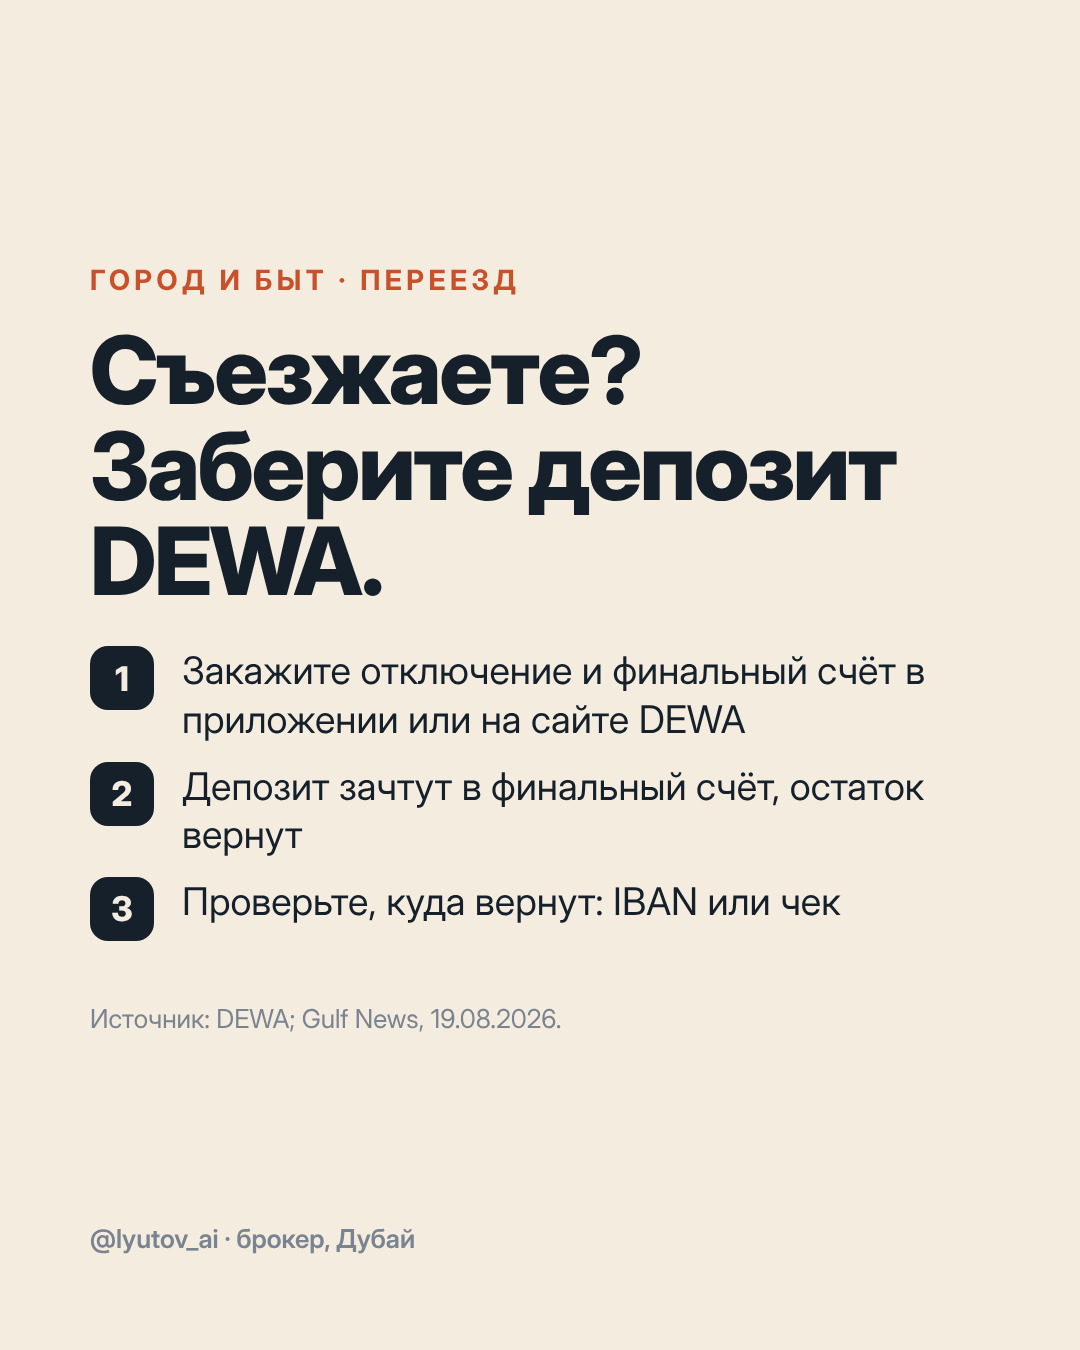 ГОРОД И БЫТ · ПЕРЕЕЗД
Съезжаете?
Заберите депозит
DEWA.
1 Закажите отключение и финальный счёт в
приложении или на сайте DEWA
2 Депозит зачтут в финальный счёт, остаток
вернут
3 Проверьте, куда вернут: IBAN или чек
Источник: DEWA; Gulf News, 19.08.2026.
@lyutov_ai · брокер, Дубай